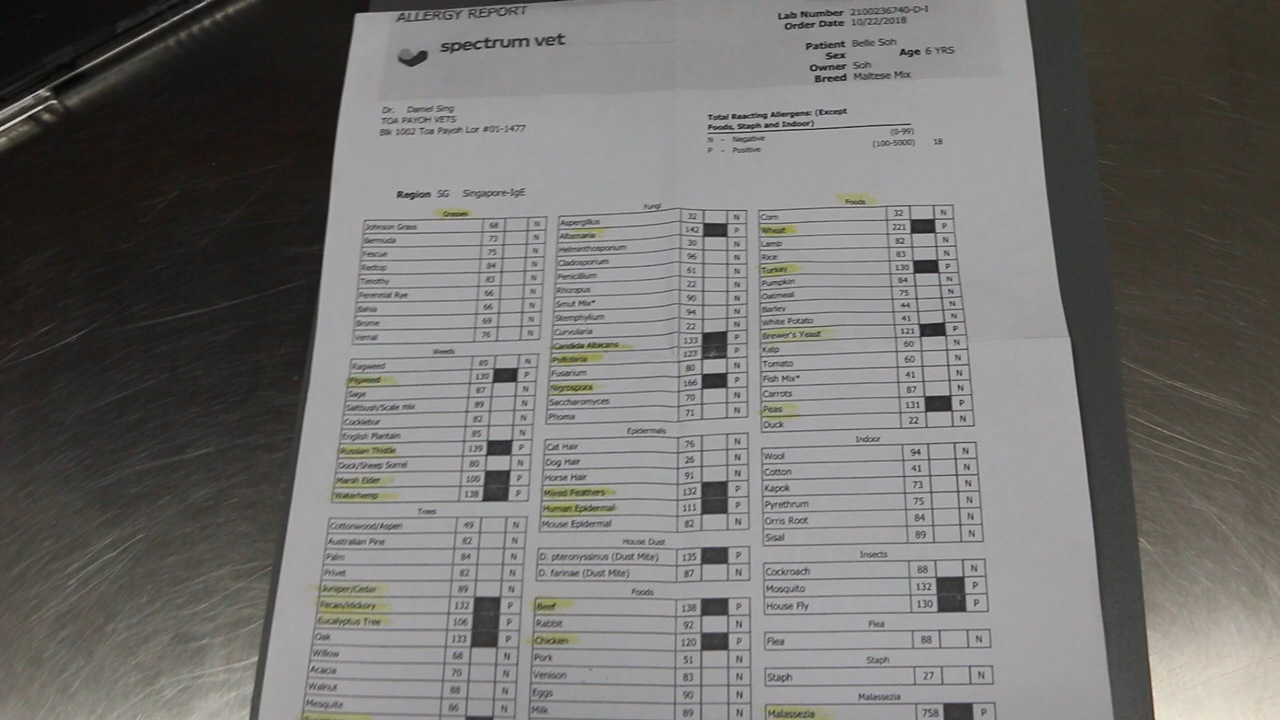 ALLERGY REPORT
spectrum vet
Lab Number 2100236740-D-I
Order Date 10/22/2018
Patient Belle Soh
Sex Age 6 YRS
Owner Soh
Breed Maltese Mix
Dr. Daniel Sing
TOA PAYOH VETS
Blk 1002 Toa Payoh Lor #01-1477
Total Reacting Allergens: (Except
Foods, Staph and Indoor)
N - Negative (0-99)
P - Positive (100-5000) 18
Region SG Singapore-IgE
Grasses
Johnson Grass 68 N
Bermuda 73 N
Fescue 75 N
Redtop 84 N
Timothy 83 N
Perennial Rye 66 N
Bahia 66 N
Brome 69 N
Vernal 76 N
Weeds
Ragweed 85 N
Pigweed 130 P
Sage 87 N
Saltbush/Scale mix 89 N
Cocklebur 82 N
English Plantain 85 N
Russian Thistle 139 P
Dock/Sheep Sorrel 80 N
Marsh Elder 100 P
Waterhemp 138 P
Trees
Cottonwood/Aspen 49 N
Australian Pine 82 N
Palm 84 N
Privet 82 N
Juniper/Cedar 89 N
Pecan/Hickory 132 P
Eucalyptus Tree 106 P
Oak 133 P
Willow 68 N
Acacia 70 N
Walnut 88 N
Mesquite 86 N
Fungi
Aspergillus 32 N
Alternaria 142 P
Helminthosporium 30 N
Cladosporium 96 N
Penicillium 61 N
Rhizopus 22 N
Smut Mix* 90 N
Stemphylium 94 N
Curvularia 22 N
Candida Albicans 133 P
Pullularia 123 P
Fusarium 80 N
Nigrospora 166 P
Saccharomyces 70 N
Phoma 71 N
Epidermals
Cat Hair 76 N
Dog Hair 26 N
Horse Hair 91 N
Mixed Feathers 132 P
Human Epidermal 111 P
Mouse Epidermal 82 N
House Dust
D. pteronyssinus (Dust Mite) 135 P
D. farinae (Dust Mite) 87 N
Foods
Beef 138 P
Rabbit 92 N
Chicken 120 P
Pork 51 N
Venison 83 N
Eggs 90 N
Milk 89 N
Foods
Corn 32 N
Wheat 221 P
Lamb 82 N
Rice 83 N
Turkey 130 P
Pumpkin 84 N
Oatmeal 75 N
Barley 44 N
White Potato 41 N
Brewer's Yeast 121 P
Kelp 60 N
Tomato 60 N
Fish Mix* 41 N
Carrots 87 N
Peas 131 P
Duck 22 N
Indoor
Wool 94 N
Cotton 41 N
Kapok 73 N
Pyrethrum 75 N
Orris Root 84 N
Sisal 89 N
Insects
Cockroach 88 N
Mosquito 132 P
House Fly 130 P
Flea
Flea 88 N
Staph
Staph 27 N
Malassezia
Malassezia 758 P